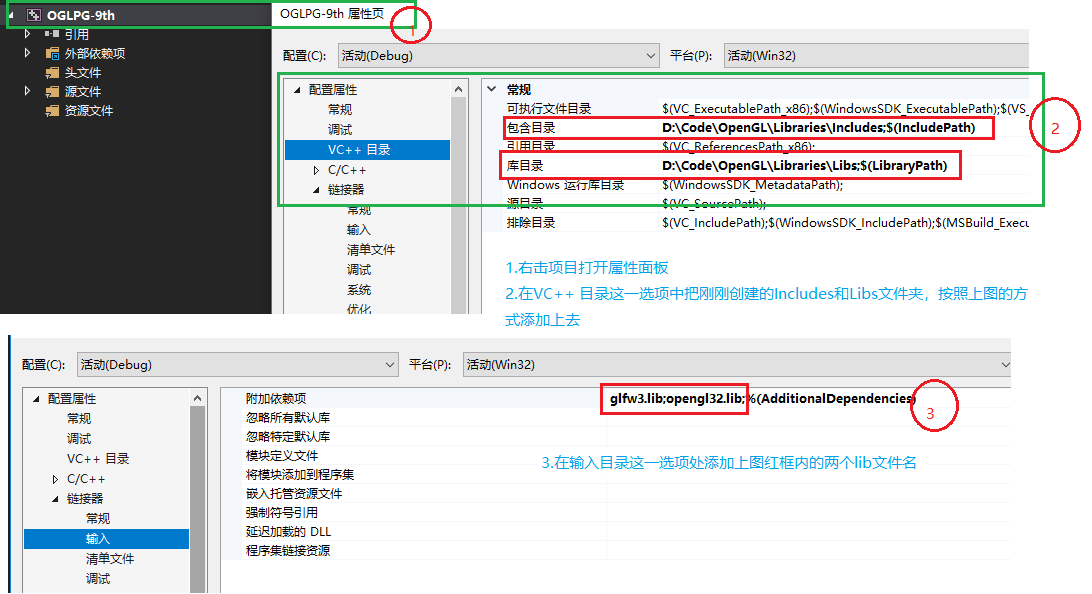 OGLPG-9th
引用
外部依赖项
头文件
源文件
资源文件
OGLPG-9th 属性页
1
配置(C): 活动(Debug) 平台(P): 活动(Win32)
配置属性
常规
调试
VC++ 目录
C/C++
链接器
常规
输入
清单文件
调试
系统
优化
常规
可执行文件目录 $(VC_ExecutablePath_x86);$(WindowsSDK_ExecutablePath);$(VS_
包含目录 D:\Code\OpenGL\Libraries\Includes;$(IncludePath)
引用目录 $(VC_ReferencesPath_x86);
库目录 D:\Code\OpenGL\Libraries\Libs;$(LibraryPath)
Windows 运行库目录 $(WindowsSDK_MetadataPath);
源目录 $(VC_SourcePath);
排除目录 $(VC_IncludePath);$(WindowsSDK_IncludePath);$(MSBuild_Execu
2
1.右击项目打开属性面板
2.在VC++ 目录这一选项中把刚刚创建的Includes和Libs文件夹，按照上图的方
式添加上去
配置(C): 活动(Debug) 平台(P): 活动(Win32)
配置属性
常规
调试
VC++ 目录
C/C++
链接器
常规
输入
清单文件
调试
附加依赖项 glfw3.lib;opengl32.lib;%(AdditionalDependencies)
忽略所有默认库
忽略特定默认库
模块定义文件
将模块添加到程序集
嵌入托管资源文件
强制符号引用
延迟加载的 DLL
程序集链接资源
3
3.在输入目录这一选项处添加上图红框内的两个lib文件名